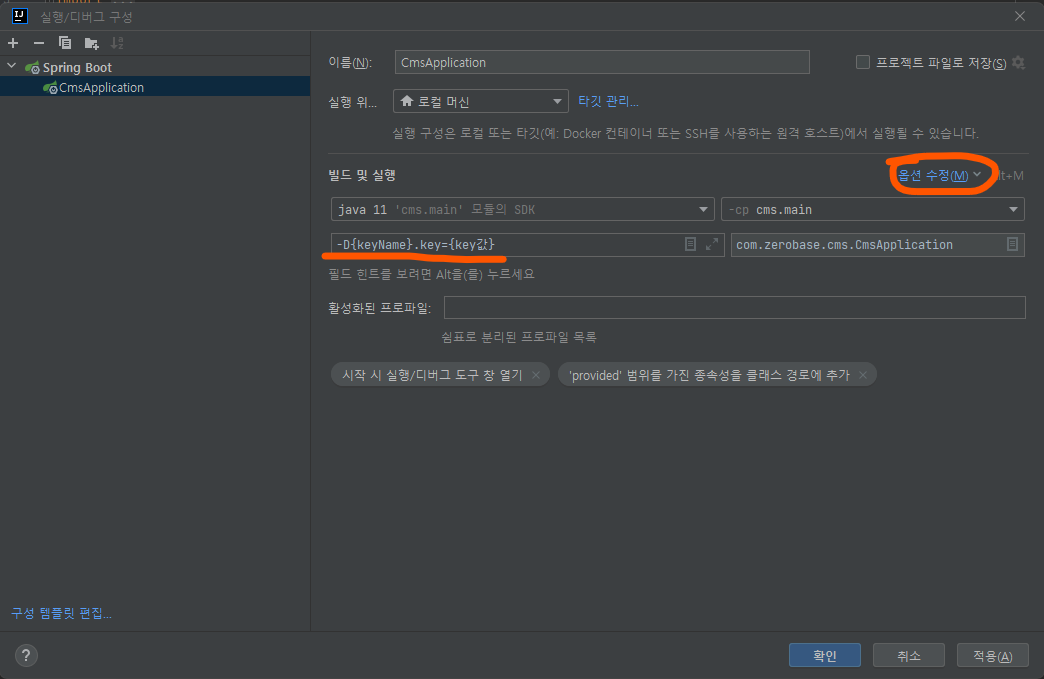 실행/디버그 구성
Spring Boot
CmsApplication
이름(N):
CmsApplication
프로젝트 파일로 저장(S)
실행 위...
로컬 머신
타깃 관리...
실행 구성은 로컬 또는 타깃(예: Docker 컨테이너 또는 SSH를 사용하는 원격 호스트)에서 실행될 수 있습니다.
빌드 및 실행
옵션 수정(M)
lt+M
java 11 'cms.main' 모듈의 SDK
-cp cms.main
-D{keyName}.key={key값}
com.zerobase.cms.CmsApplication
필드 힌트를 보려면 Alt을(를) 누르세요
활성화된 프로파일:
쉼표로 분리된 프로파일 목록
시작 시 실행/디버그 도구 창 열기
'provided' 범위를 가진 종속성을 클래스 경로에 추가
구성 템플릿 편집...
?
확인
취소
적용(A)